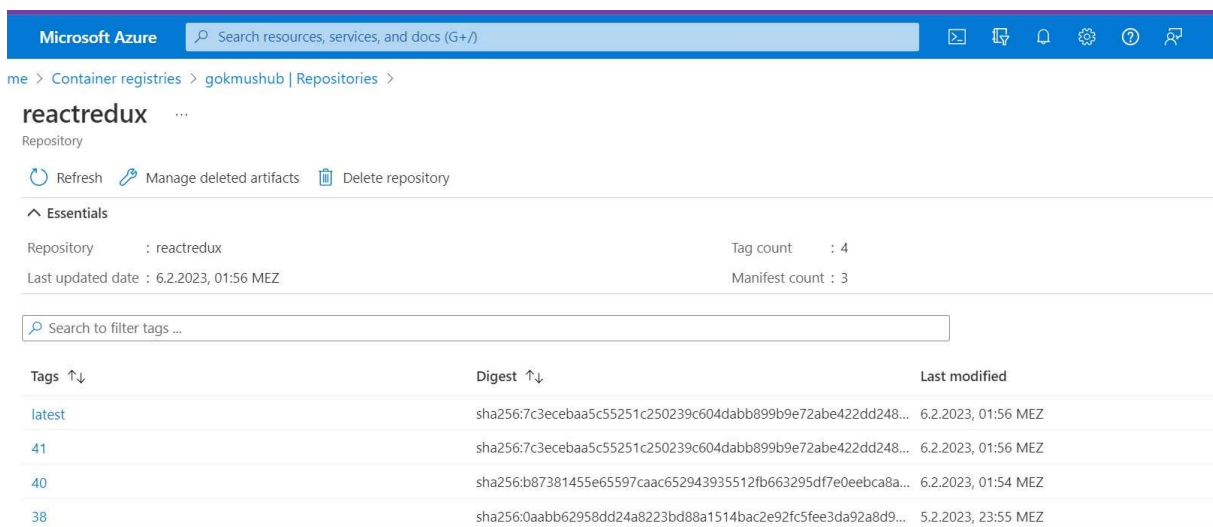 Microsoft Azure Search resources, services, and docs (G+/)
me > Container registries > gokmushub | Repositories >
reactredux ...
Repository
Refresh Manage deleted artifacts Delete repository
Essentials
Repository : reactredux Tag count : 4
Last updated date : 6.2.2023, 01:56 MEZ Manifest count : 3
Search to filter tags ...
Tags ↑↓ Digest ↑↓ Last modified
latest sha256:7c3ecebaa5c55251c250239c604dabb899b9e72abe422dd248... 6.2.2023, 01:56 MEZ
41 sha256:7c3ecebaa5c55251c250239c604dabb899b9e72abe422dd248... 6.2.2023, 01:56 MEZ
40 sha256:b87381455e65597caac652943935512fb663295df7e0eebca8a... 6.2.2023, 01:54 MEZ
38 sha256:0aabb62958dd24a8223bd88a1514bac2e92fc5fee3da92a8d9... 5.2.2023, 23:55 MEZ